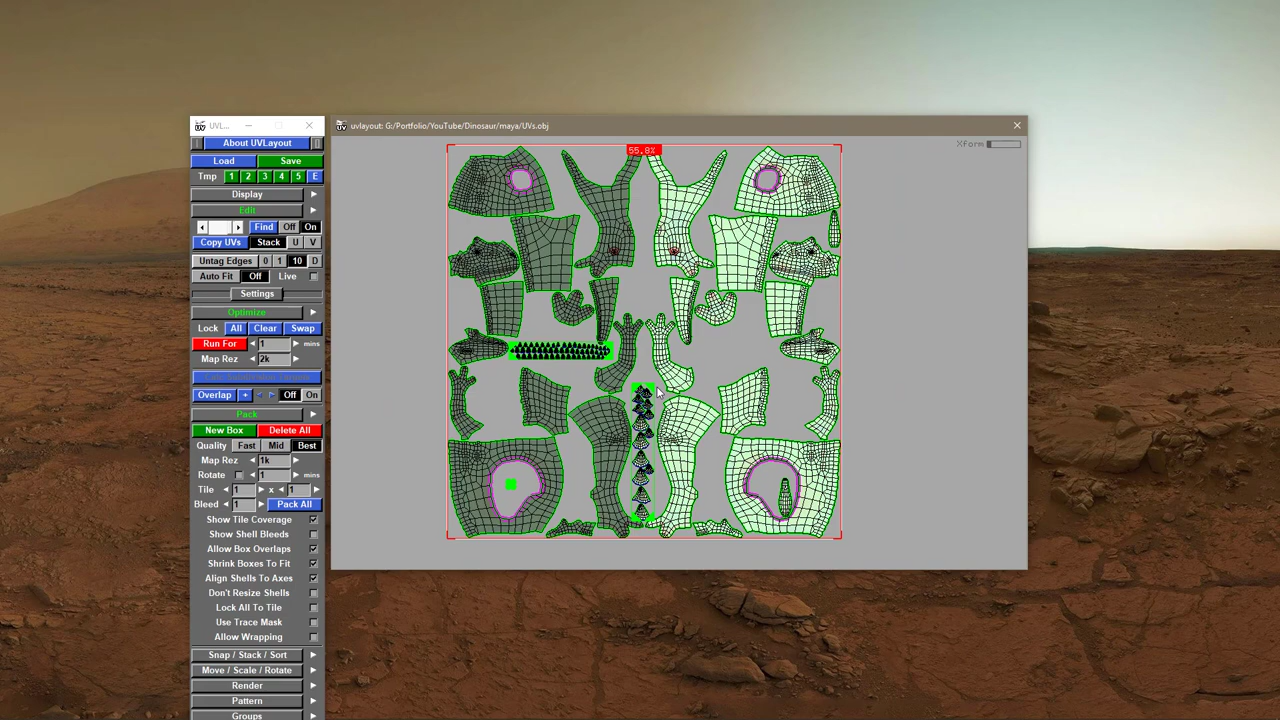 UVL...
uvlayout: G:/Portfolio/YouTube/Dinosaur/maya/UVs.obj
About UVLayout
Load Save
Tmp 1 2 3 4 5 E
Display
Edit
Find Off On
Copy UVs Stack U V
Untag Edges 0 1 10 D
Auto Fit Off Live
Settings
Optimize
Lock All Clear Swap
Run For 1 mins
Map Rez 2k
Overlap + Off On
Pack
New Box Delete All
Quality Fast Mid Best
Map Rez 1k
Rotate 1 mins
Tile 1 x 1
Bleed 1 Pack All
Show Tile Coverage
Show Shell Bleeds
Allow Box Overlaps
Shrink Boxes To Fit
Align Shells To Axes
Don't Resize Shells
Lock All To Tile
Use Trace Mask
Allow Wrapping
Snap / Stack / Sort
Move / Scale / Rotate
Render
Pattern
Groups
55.8%
Xform